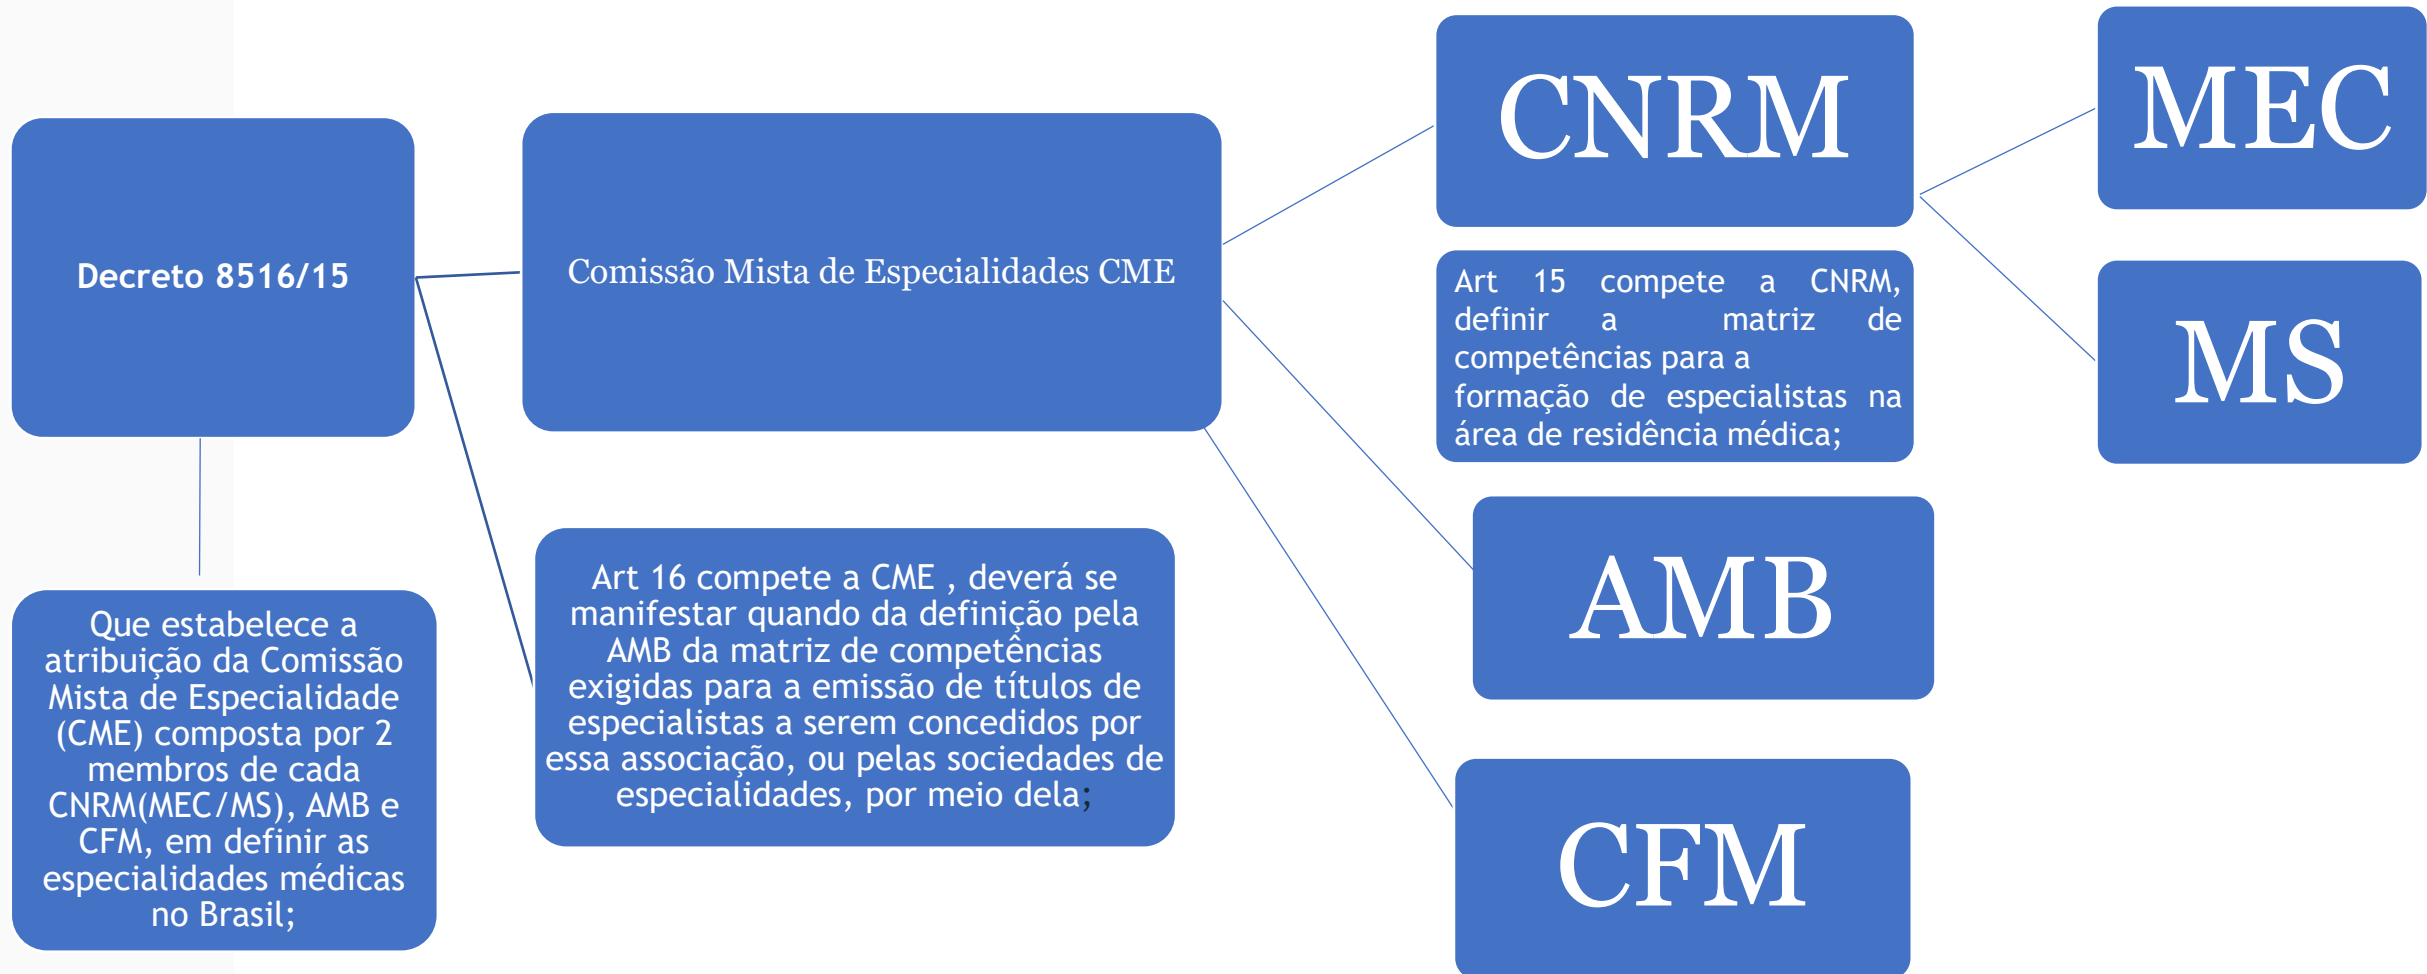 Decreto 8516/15
Que estabelece a
atribuição da Comissão
Mista de Especialidade
(CME) composta por 2
membros de cada
CNRM(MEC/MS), AMB e
CFM, em definir as
especialidades médicas
no Brasil;
Comissão Mista de Especialidades CME
Art 16 compete a CME , deverá se
manifestar quando da definição pela
AMB da matriz de competências
exigidas para a emissão de títulos de
especialistas a serem concedidos por
essa associação, ou pelas sociedades de
especialidades, por meio dela;
CNRM
Art 15 compete a CNRM,
definir a matriz de
competências para a
formação de especialistas na
área de residência médica;
AMB
CFM
MEC
MS